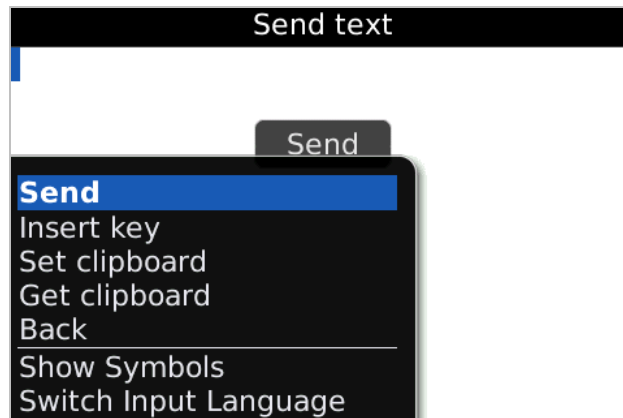 Send text
Send
Send
Insert key
Set clipboard
Get clipboard
Back
Show Symbols
Switch Input Language